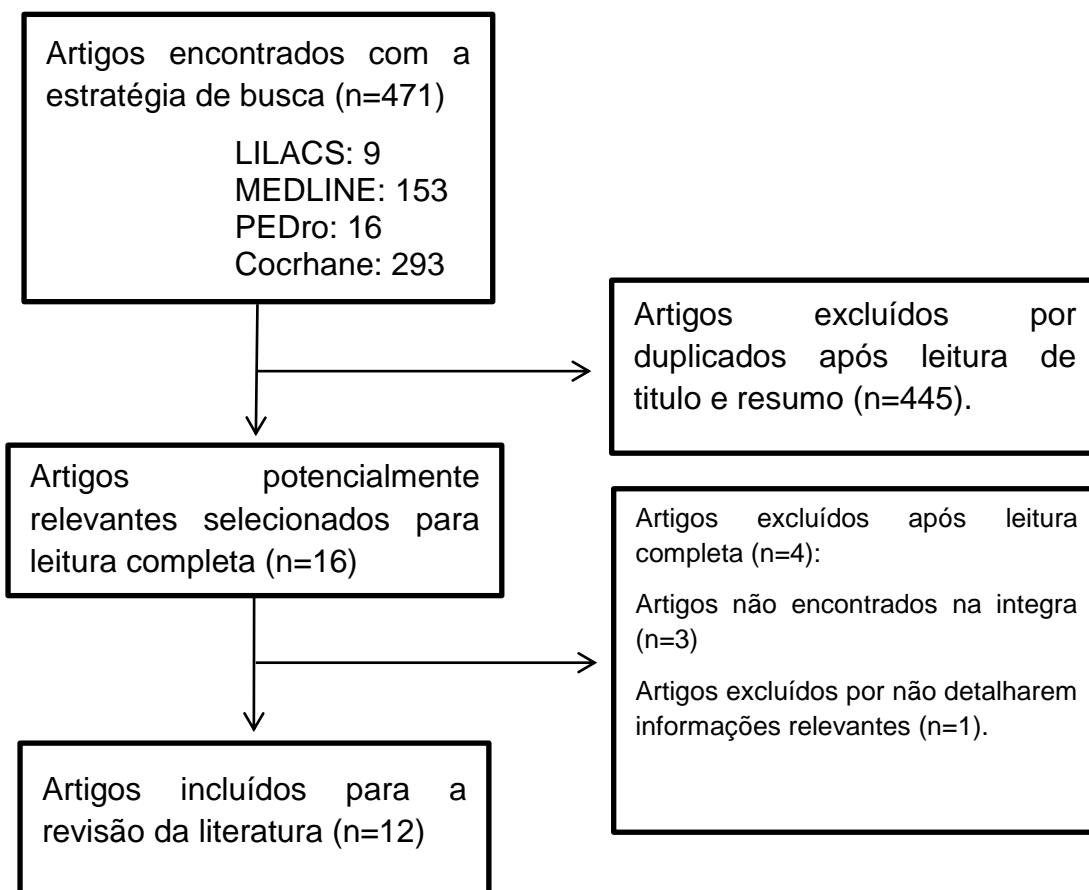 Artigos encontrados com a
estratégia de busca (n=471)
LILACS: 9
MEDLINE: 153
PEDro: 16
Cocrhane: 293
Artigos excluídos por
duplicados após leitura de
titulo e resumo (n=445).
Artigos potencialmente
relevantes selecionados para
leitura completa (n=16)
Artigos excluídos após leitura
completa (n=4):
Artigos não encontrados na integra
(n=3)
Artigos excluídos por não detalharem
informações relevantes (n=1).
Artigos incluídos para a
revisão da literatura (n=12)